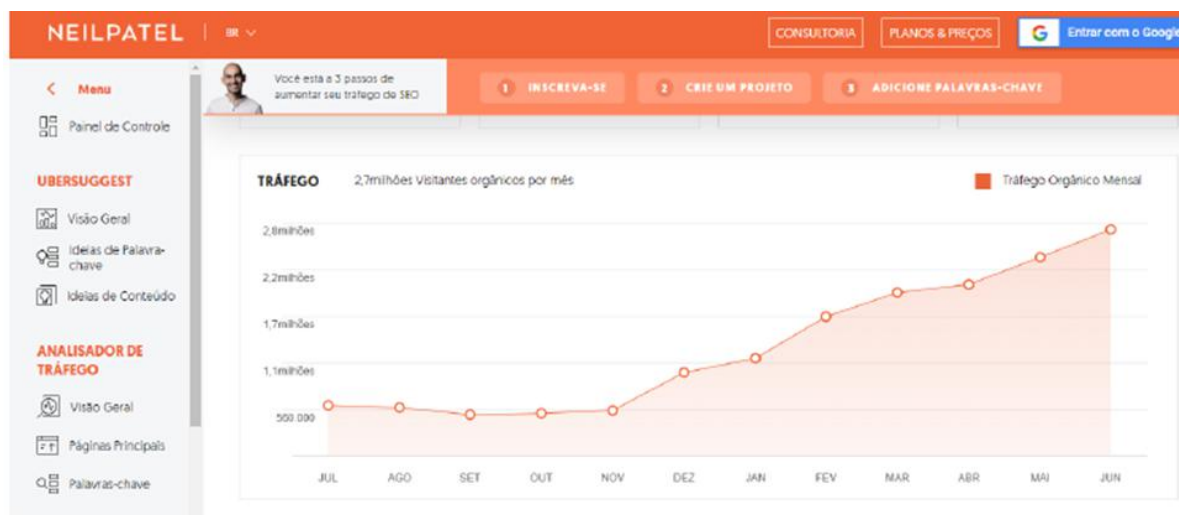 NEILPATEL
BR
CONSULTORIA
PLANOS & PREÇOS
G
Entrar com o Google
Menu
Painel de Controle
UBERSUGGEST
Visão Geral
Ideias de Palavra-
chave
Ideias de Conteúdo
ANALISADOR DE
TRÁFEGO
Visão Geral
Páginas Principais
Palavras-chave
Você está a 3 passos de
aumentar seu tráfego de SEO
1 INSCREVA-SE
2 CRIE UM PROJETO
3 ADICIONE PALAVRAS-CHAVE
TRÁFEGO
2,7milhões Visitantes orgânicos por mês
Tráfego Orgânico Mensal
2,8milhões
2,2milhões
1,7milhões
1,1milhões
560.000
JUL AGO SET OUT NOV DEZ JAN FEV MAR ABR MAI JUN